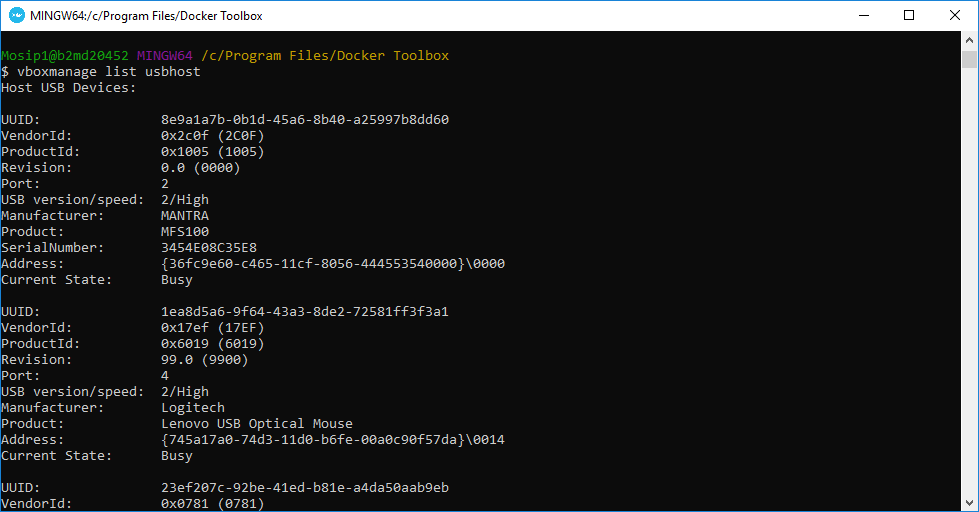 MINGW64:/c/Program Files/Docker Toolbox
Mosip1@b2md20452 MINGW64 /c/Program Files/Docker Toolbox
$ vboxmanage list usbhost
Host USB Devices:
UUID: 8e9a1a7b-0b1d-45a6-8b40-a25997b8dd60
VendorId: 0x2c0f (2C0F)
ProductId: 0x1005 (1005)
Revision: 0.0 (0000)
Port: 2
USB version/speed: 2/High
Manufacturer: MANTRA
Product: MFS100
SerialNumber: 3454E08C35E8
Address: {36fc9e60-c465-11cf-8056-444553540000}\0000
Current State: Busy
UUID: 1ea8d5a6-9f64-43a3-8de2-72581ff3f3a1
VendorId: 0x17ef (17EF)
ProductId: 0x6019 (6019)
Revision: 99.0 (9900)
Port: 4
USB version/speed: 2/High
Manufacturer: Logitech
Product: Lenovo USB Optical Mouse
Address: {745a17a0-74d3-11d0-b6fe-00a0c90f57da}\0014
Current State: Busy
UUID: 23ef207c-92be-41ed-b81e-a4da50aab9eb
VendorId: 0x0781 (0781)